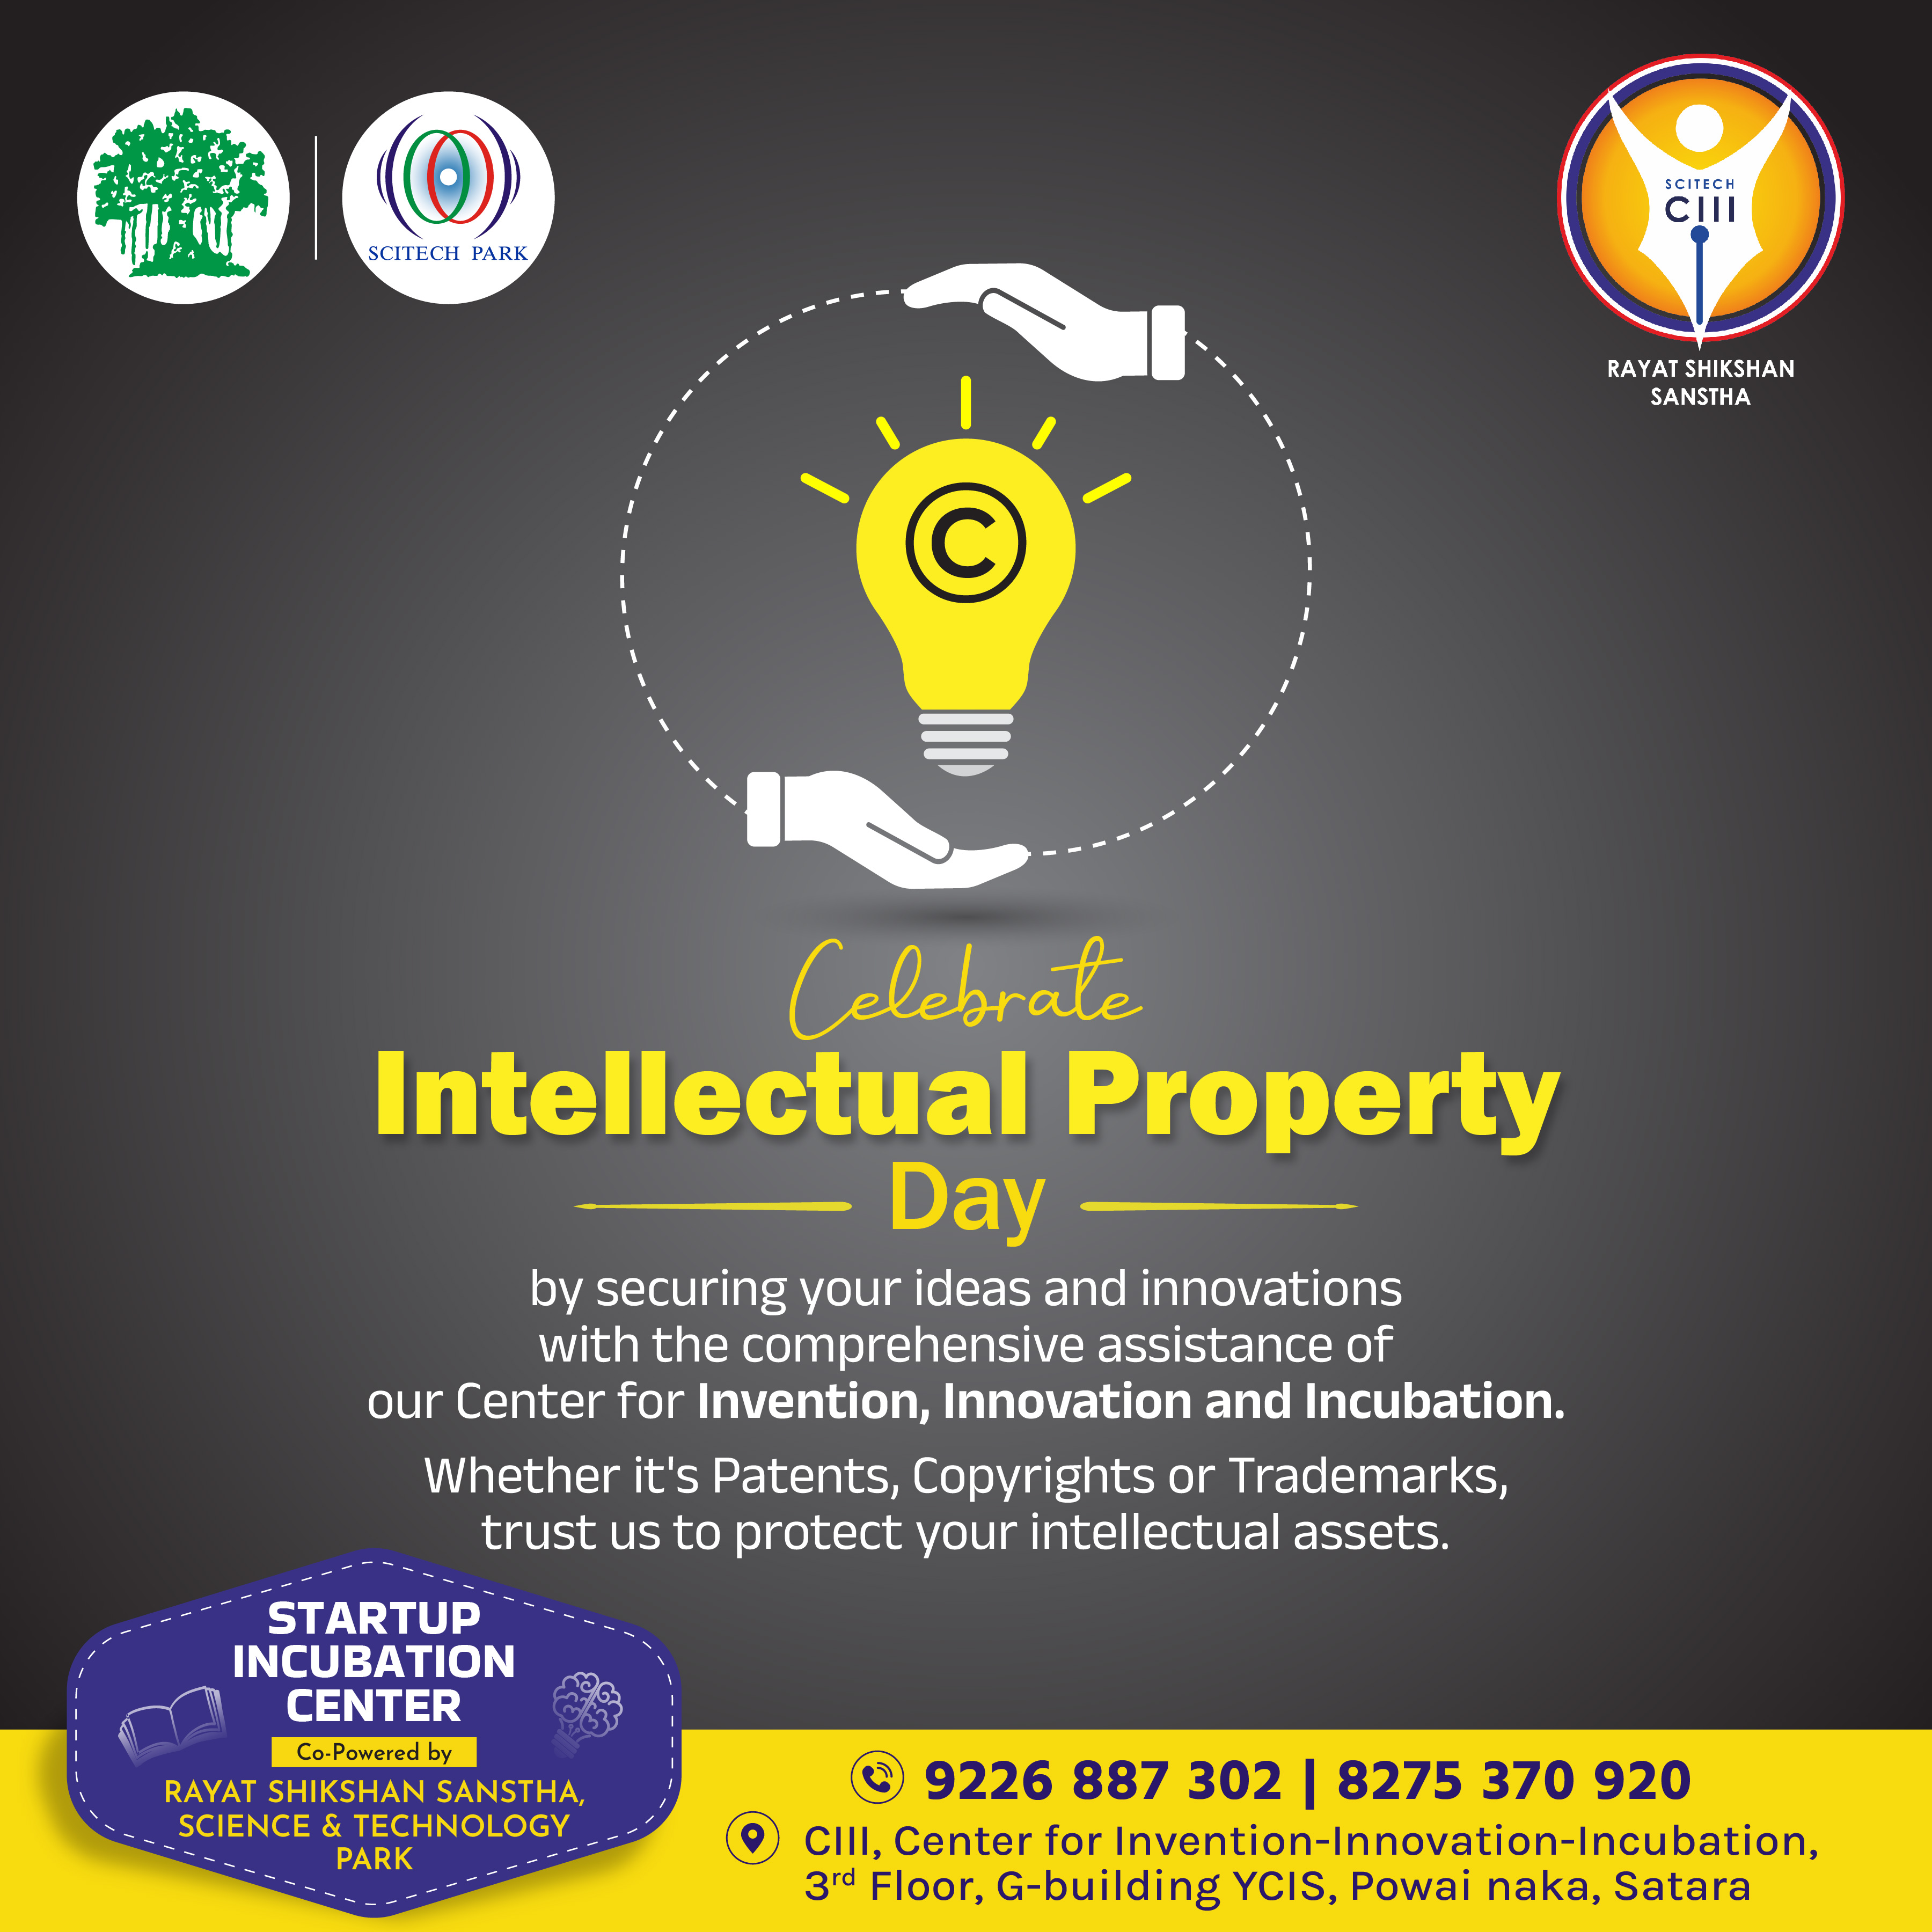 SCITECH PARK
SCITECH
CIII
RAYAT SHIKSHAN
SANSTHA
©
Celebrate
Intellectual Property
Day
by securing your ideas and innovations
with the comprehensive assistance of
our Center for Invention, Innovation and Incubation.
Whether it's Patents, Copyrights or Trademarks,
trust us to protect your intellectual assets.
STARTUP
INCUBATION
CENTER
Co-Powered by
RAYAT SHIKSHAN SANSTHA,
SCIENCE & TECHNOLOGY
PARK
9226 887 302 | 8275 370 920
CIII, Center for Invention-Innovation-Incubation,
3rd Floor, G-building YCIS, Powai naka, Satara